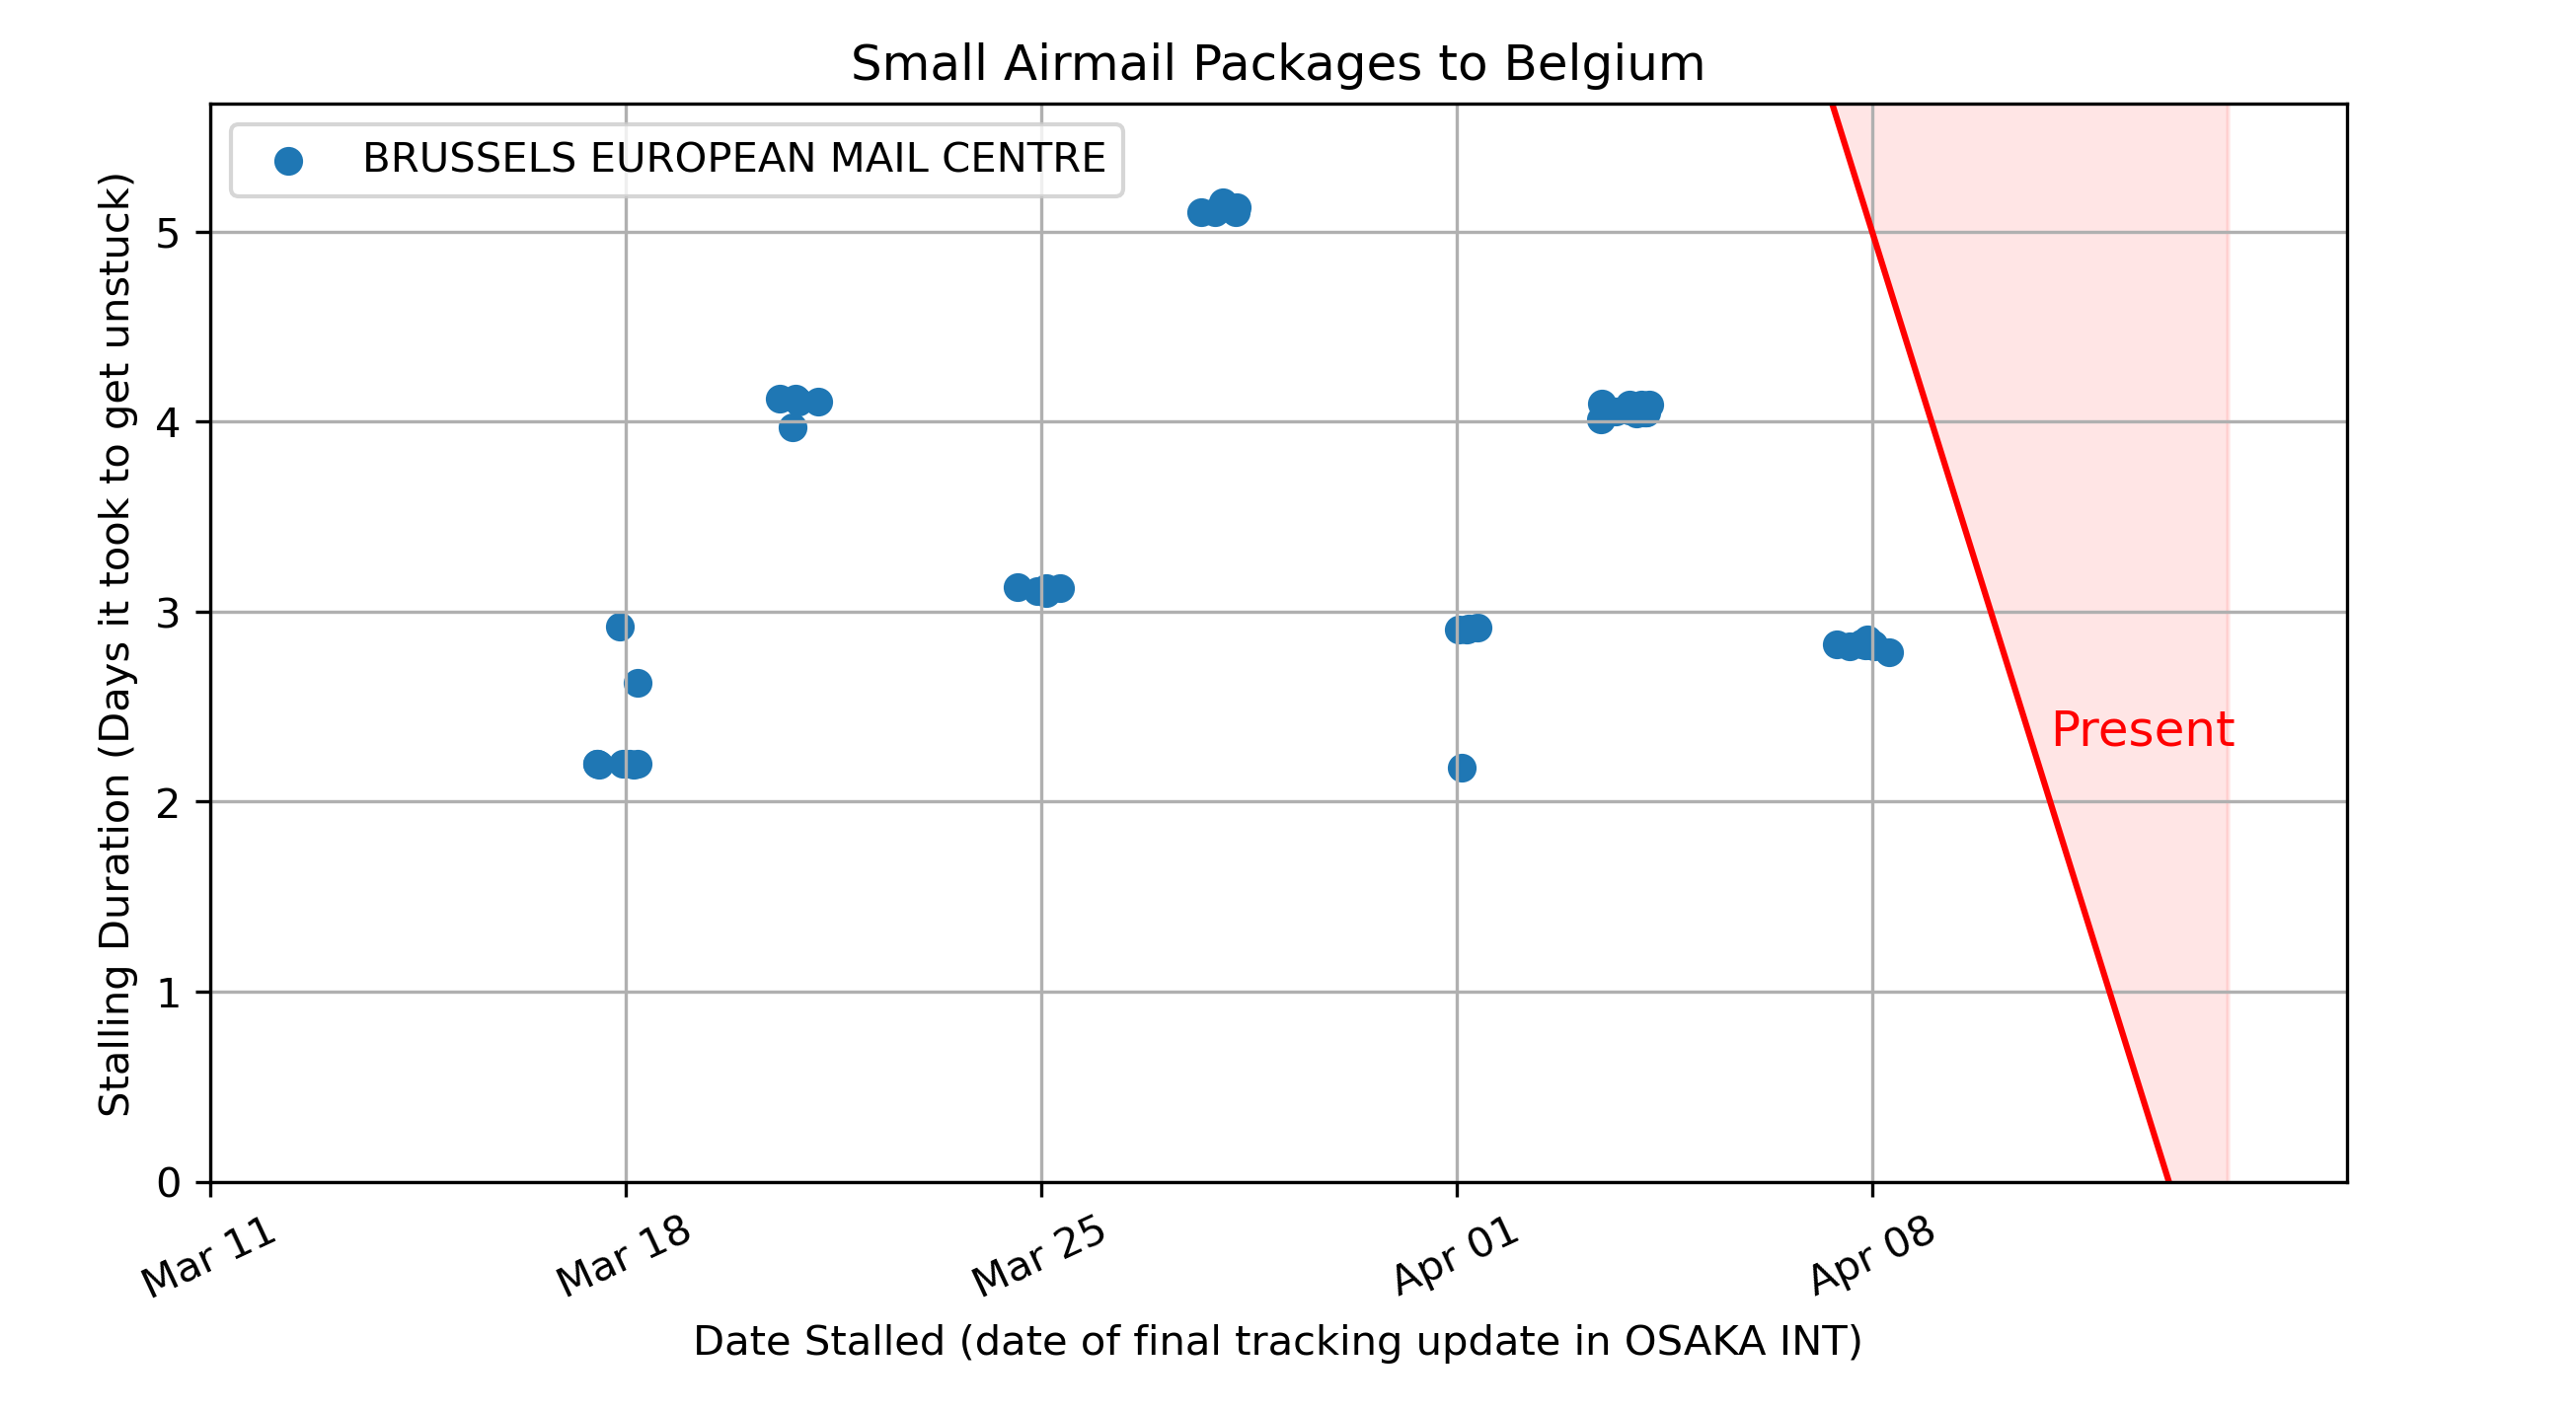 Small Airmail Packages to Belgium
BRUSSELS EUROPEAN MAIL CENTRE
Stalling Duration (Days it took to get unstuck)
5
4
3
2
1
0
Present
Mar 11
Mar 18
Mar 25
Apr 01
Apr 08
Date Stalled (date of final tracking update in OSAKA INT)